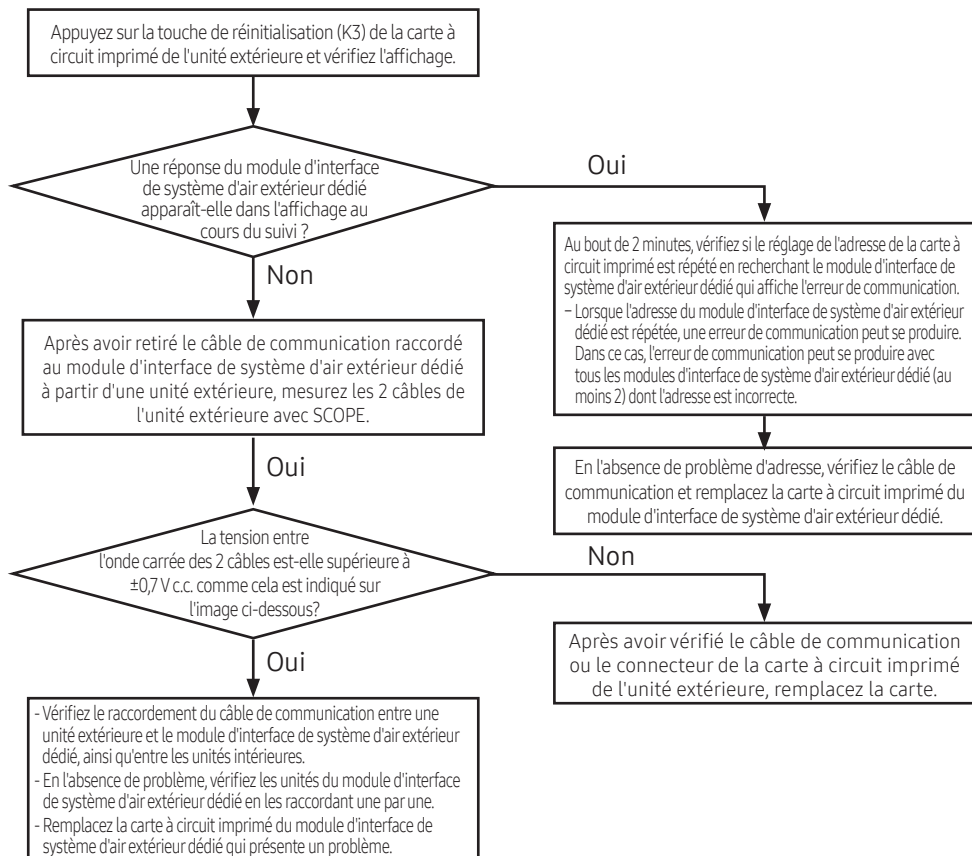 Appuyez sur la touche de réinitialisation (K3) de la carte à
circuit imprimé de l'unité extérieure et vérifiez l'affichage.
Une réponse du module d'interface
de système d'air extérieur dédié
apparaît-elle dans l'affichage au
cours du suivi ?
Oui
Au bout de 2 minutes, vérifiez si le réglage de l'adresse de la carte à
circuit imprimé est répété en recherchant le module d'interface de
système d'air extérieur dédié qui affiche l'erreur de communication.
– Lorsque l'adresse du module d'interface de système d'air extérieur
dédié est répétée, une erreur de communication peut se produire.
Dans ce cas, l'erreur de communication peut se produire avec
tous les modules d'interface de système d'air extérieur dédié (au
moins 2) dont l'adresse est incorrecte.
En l'absence de problème d'adresse, vérifiez le câble de
communication et remplacez la carte à circuit imprimé du
module d'interface de système d'air extérieur dédié.
Non
Après avoir retiré le câble de communication raccordé
au module d'interface de système d'air extérieur dédié
à partir d'une unité extérieure, mesurez les 2 câbles de
l'unité extérieure avec SCOPE.
Oui
La tension entre
l'onde carrée des 2 câbles est-elle supérieure à
±0,7 V c.c. comme cela est indiqué sur
l'image ci-dessous?
Non
Après avoir vérifié le câble de communication
ou le connecteur de la carte à circuit imprimé
de l'unité extérieure, remplacez la carte.
Oui
- Vérifiez le raccordement du câble de communication entre une
unité extérieure et le module d'interface de système d'air extérieur
dédié, ainsi qu'entre les unités intérieures.
- En l'absence de problème, vérifiez les unités du module d'interface
de système d'air extérieur dédié en les raccordant une par une.
- Remplacez la carte à circuit imprimé du module d'interface de
système d'air extérieur dédié qui présente un problème.